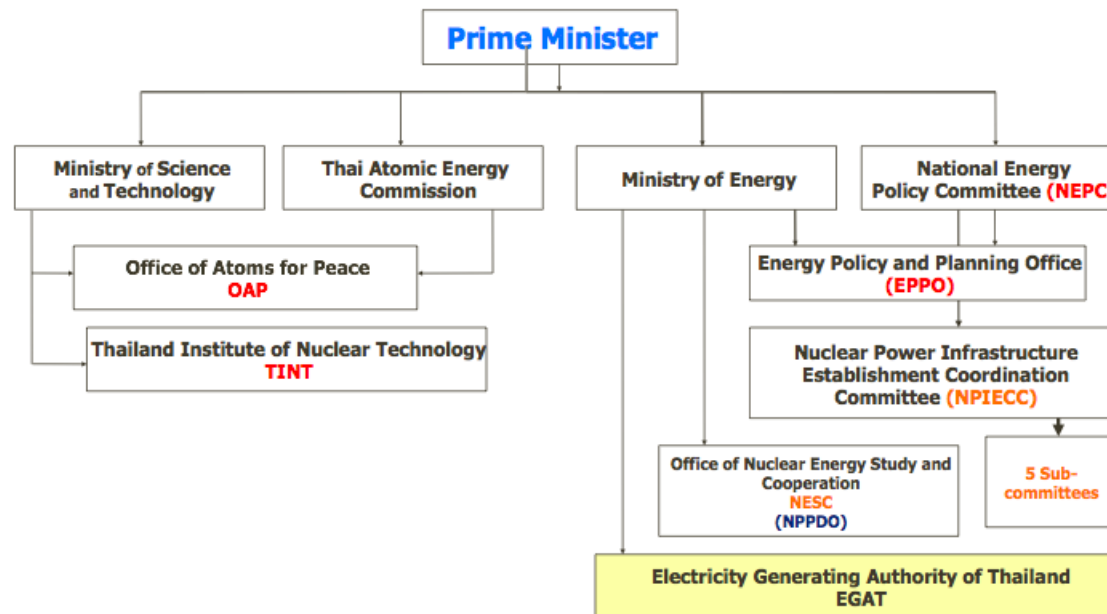 Prime Minister
Ministry of Science
and Technology
Thai Atomic Energy
Commission
Ministry of Energy
National Energy
Policy Committee (NEPC
Office of Atoms for Peace
OAP
Energy Policy and Planning Office
(EPPO)
Thailand Institute of Nuclear Technology
TINT
Nuclear Power Infrastructure
Establishment Coordination
Committee (NPIECC)
Office of Nuclear Energy Study and
Cooperation
NESC
(NPPDO)
5 Sub-
committees
Electricity Generating Authority of Thailand
EGAT